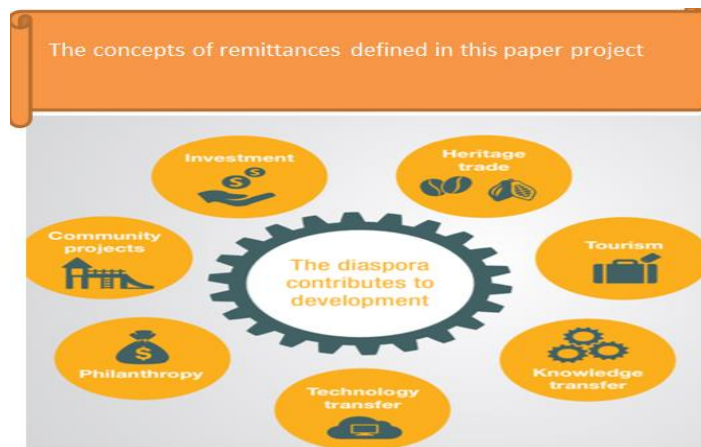 The concepts of remittances defined in this paper project
Investment
Heritage
trade
Community
projects
The diaspora
contributes to
development
Tourism
Philanthropy
Technology
transfer
Knowledge
transfer